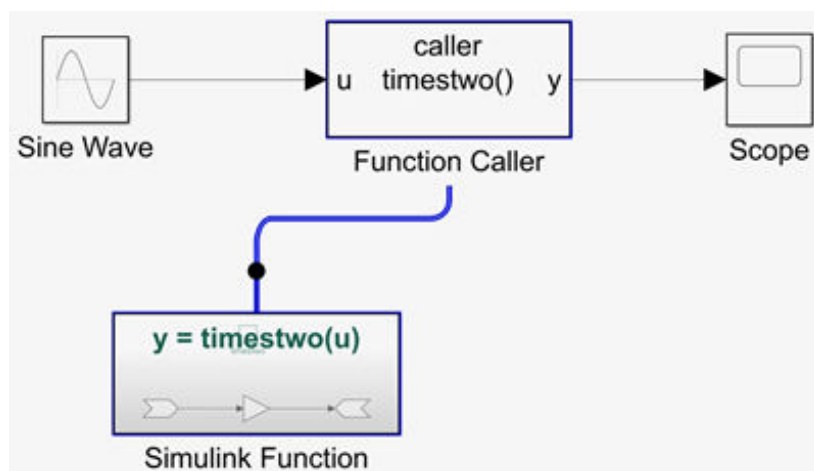 caller
u timestwo() y
Sine Wave
Function Caller
Scope
y = timestwo(u)
Simulink Function